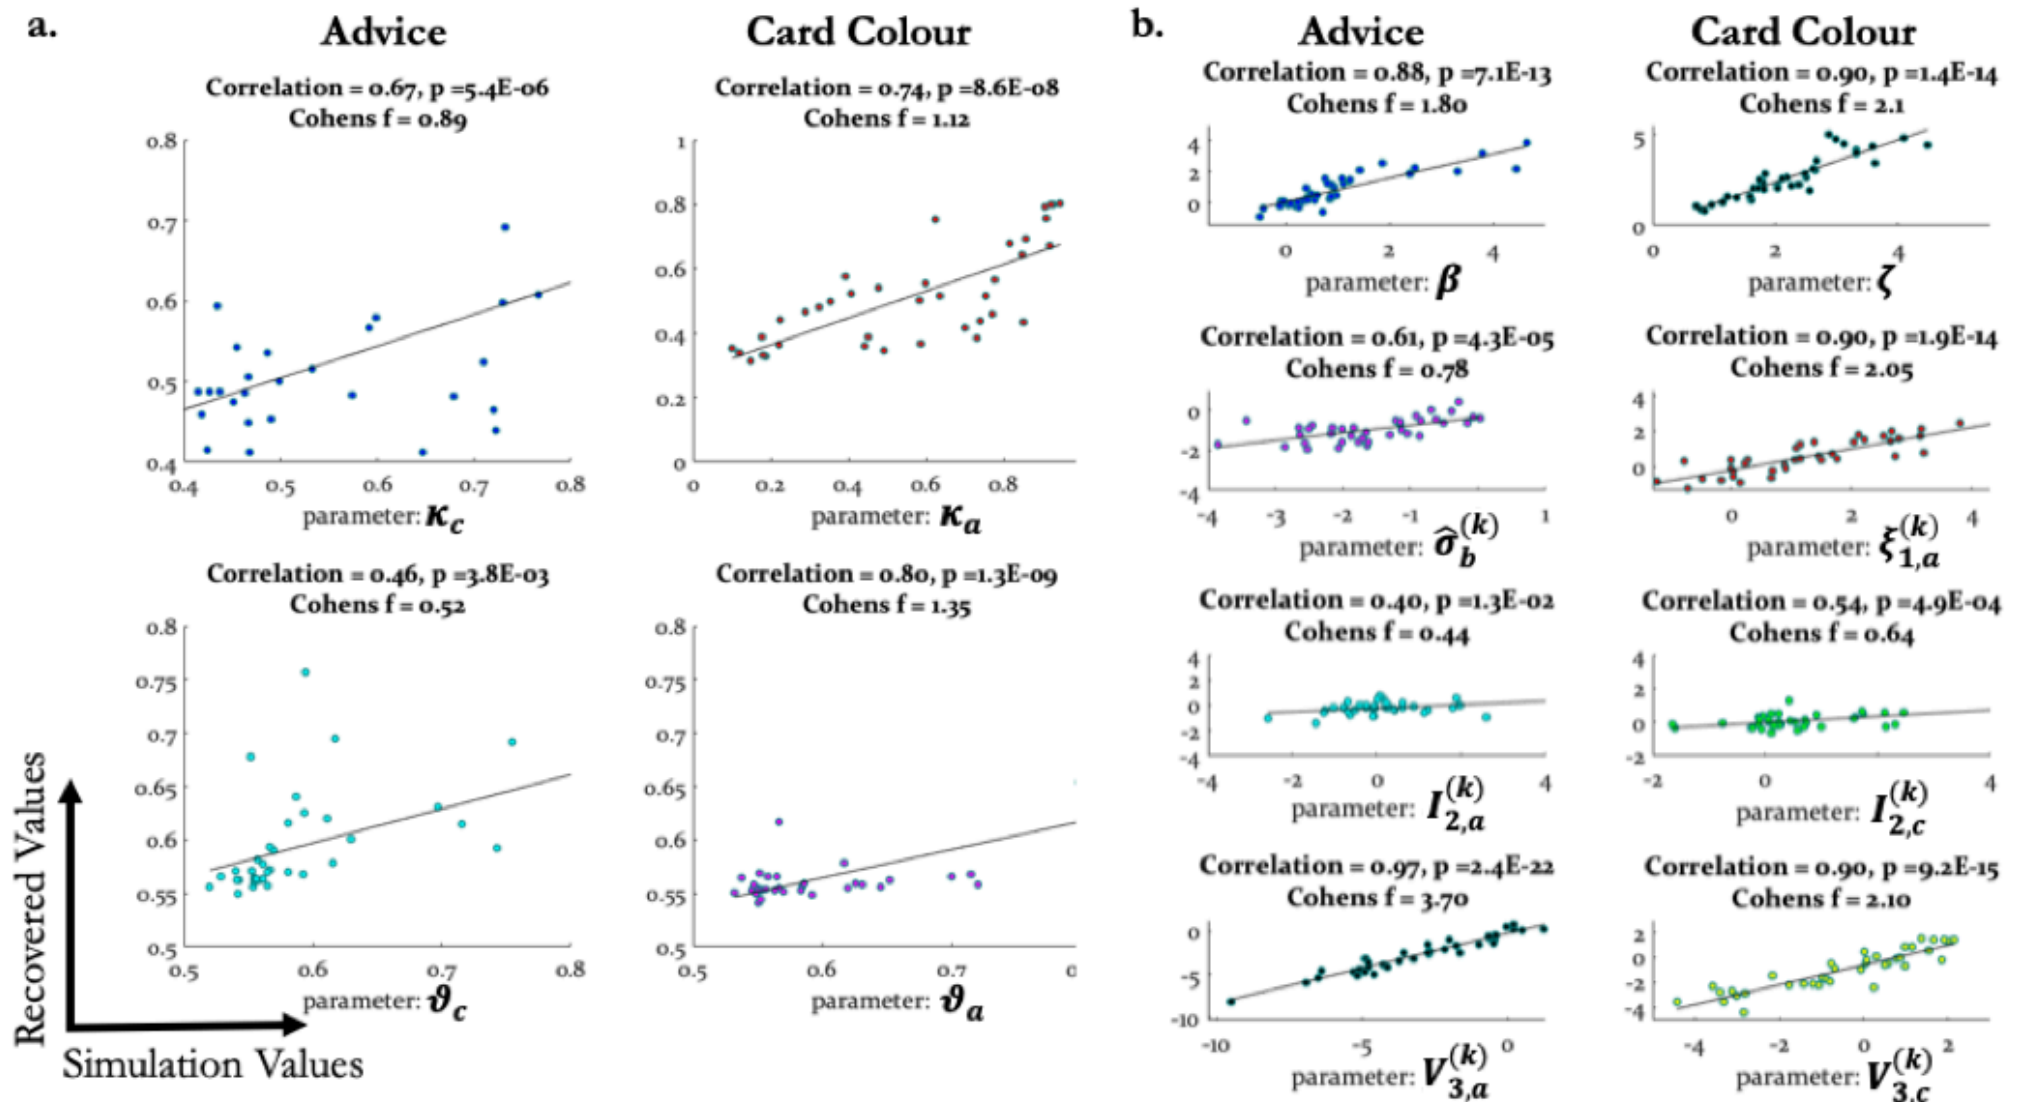 a.
Advice
Correlation = 0.67, p =5.4E-06
Cohens f = 0.89
0.8
0.7
0.6
0.5
0.4
0.4 0.5 0.6 0.7 0.8
parameter: κc
Card Colour
Correlation = 0.74, p =8.6E-08
Cohens f = 1.12
1
0.8
0.6
0.4
0.2
0
0 0.2 0.4 0.6 0.8
parameter: κa
Correlation = 0.46, p =3.8E-03
Cohens f = 0.52
0.8
0.75
0.7
0.65
0.6
0.55
0.5
0.5 0.6 0.7 0.8
parameter: ϑc
Correlation = 0.80, p =1.3E-09
Cohens f = 1.35
0.8
0.75
0.7
0.65
0.6
0.55
0.5
0.5 0.6 0.7
parameter: ϑa
Recovered Values
Simulation Values
b.
Advice
Correlation = 0.88, p =7.1E-13
Cohens f = 1.80
4
2
0
0 2 4
parameter: β
Card Colour
Correlation = 0.90, p =1.4E-14
Cohens f = 2.1
5
0
0 2 4
parameter: ζ
Correlation = 0.61, p =4.3E-05
Cohens f = 0.78
0
-2
-4
-4 -3 -2 -1 1
parameter: σ̂b(k)
Correlation = 0.90, p =1.9E-14
Cohens f = 2.05
4
2
0
0 2 4
parameter: ξ1,a(k)
Correlation = 0.40, p =1.3E-02
Cohens f = 0.44
4
2
0
-2
-4
-4 -2 0 4
parameter: I2,a(k)
Correlation = 0.54, p =4.9E-04
Cohens f = 0.64
4
2
0
-2
-2 0 4
parameter: I2,c(k)
Correlation = 0.97, p =2.4E-22
Cohens f = 3.70
0
-5
-10
-10 -5 0
parameter: V3,a(k)
Correlation = 0.90, p =9.2E-15
Cohens f = 2.10
2
0
-2
-4
-4 -2 0 2
parameter: V3,c(k)